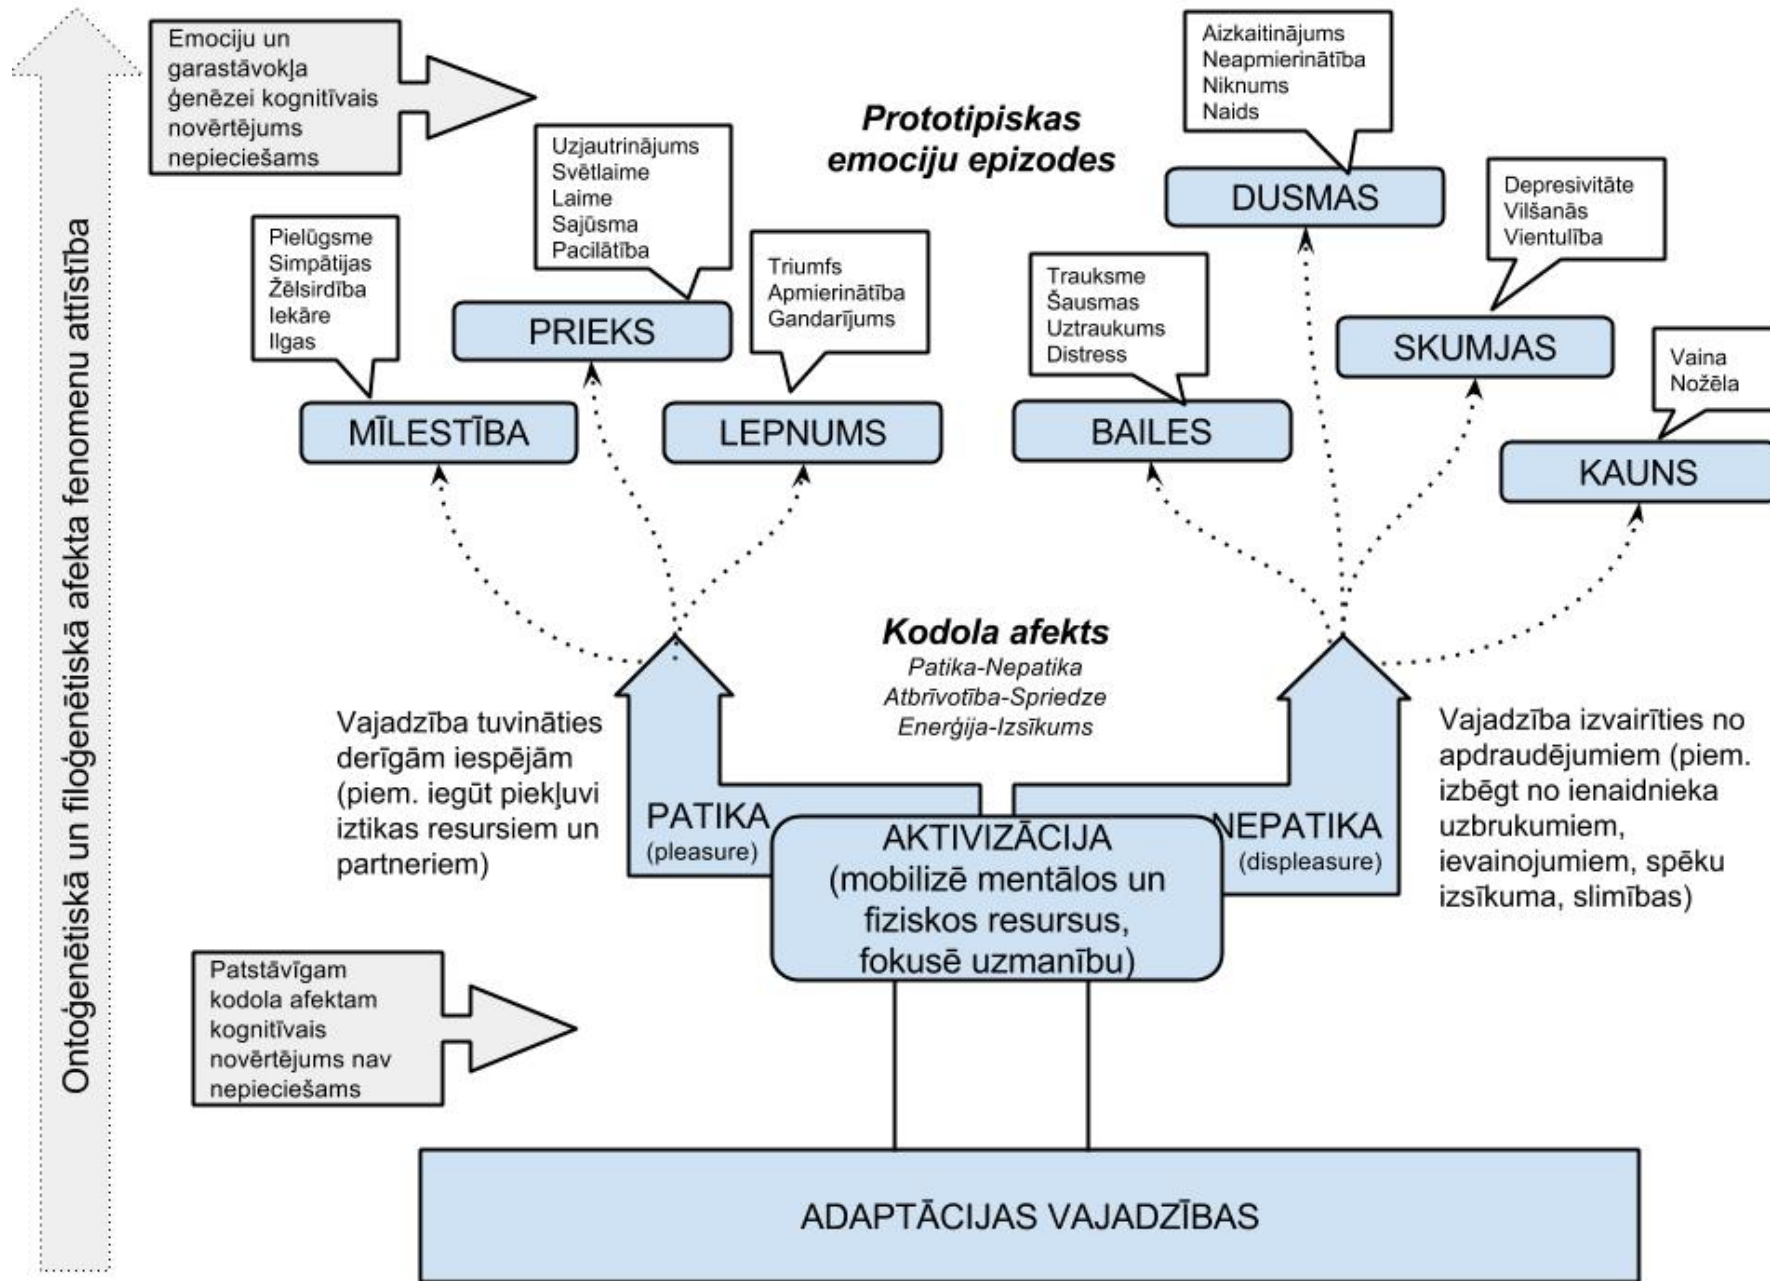 Ontoģenētiskā un filoģenētiskā afekta fenomenu attīstība
Emociju un
garastāvokļa
ģenēzei kognitīvais
novērtējums
nepieciešams
Prototipiskas
emociju epizodes
Pielūgsme
Simpātijas
Žēlsirdība
Iekāre
Ilgas
MĪLESTĪBA
Uzjautrinājums
Svētlaime
Laime
Sajūsma
Pacilātība
PRIEKS
Triumfs
Apmierinātība
Gandarījums
LEPNUMS
Trauksme
Šausmas
Uztraukums
Distress
BAILES
Aizkaitinājums
Neapmierinātība
Niknums
Naids
DUSMAS
Depresivitāte
Vilšanās
Vientulība
SKUMJAS
Vaina
Nožēla
KAUNS
Kodola afekts
Patika-Nepatika
Atbrīvotība-Spriedze
Enerģija-Izsīkums
Vajadzība tuvināties
derīgām iespējām
(piem. iegūt piekļuvi
iztikas resursiem un
partneriem)
PATIKA
(pleasure)
AKTIVIZĀCIJA
(mobilizē mentālos un
fiziskos resursus,
fokusē uzmanību)
NEPATIKA
(displeasure)
Vajadzība izvairīties no
apdraudējumiem (piem.
izbēgt no ienaidnieka
uzbrukumiem,
ievainojumiem, spēku
izsīkuma, slimības)
Patstāvīgam
kodola afektam
kognitīvais
novērtējums nav
nepieciešams
ADAPTĀCIJAS VAJADZĪBAS